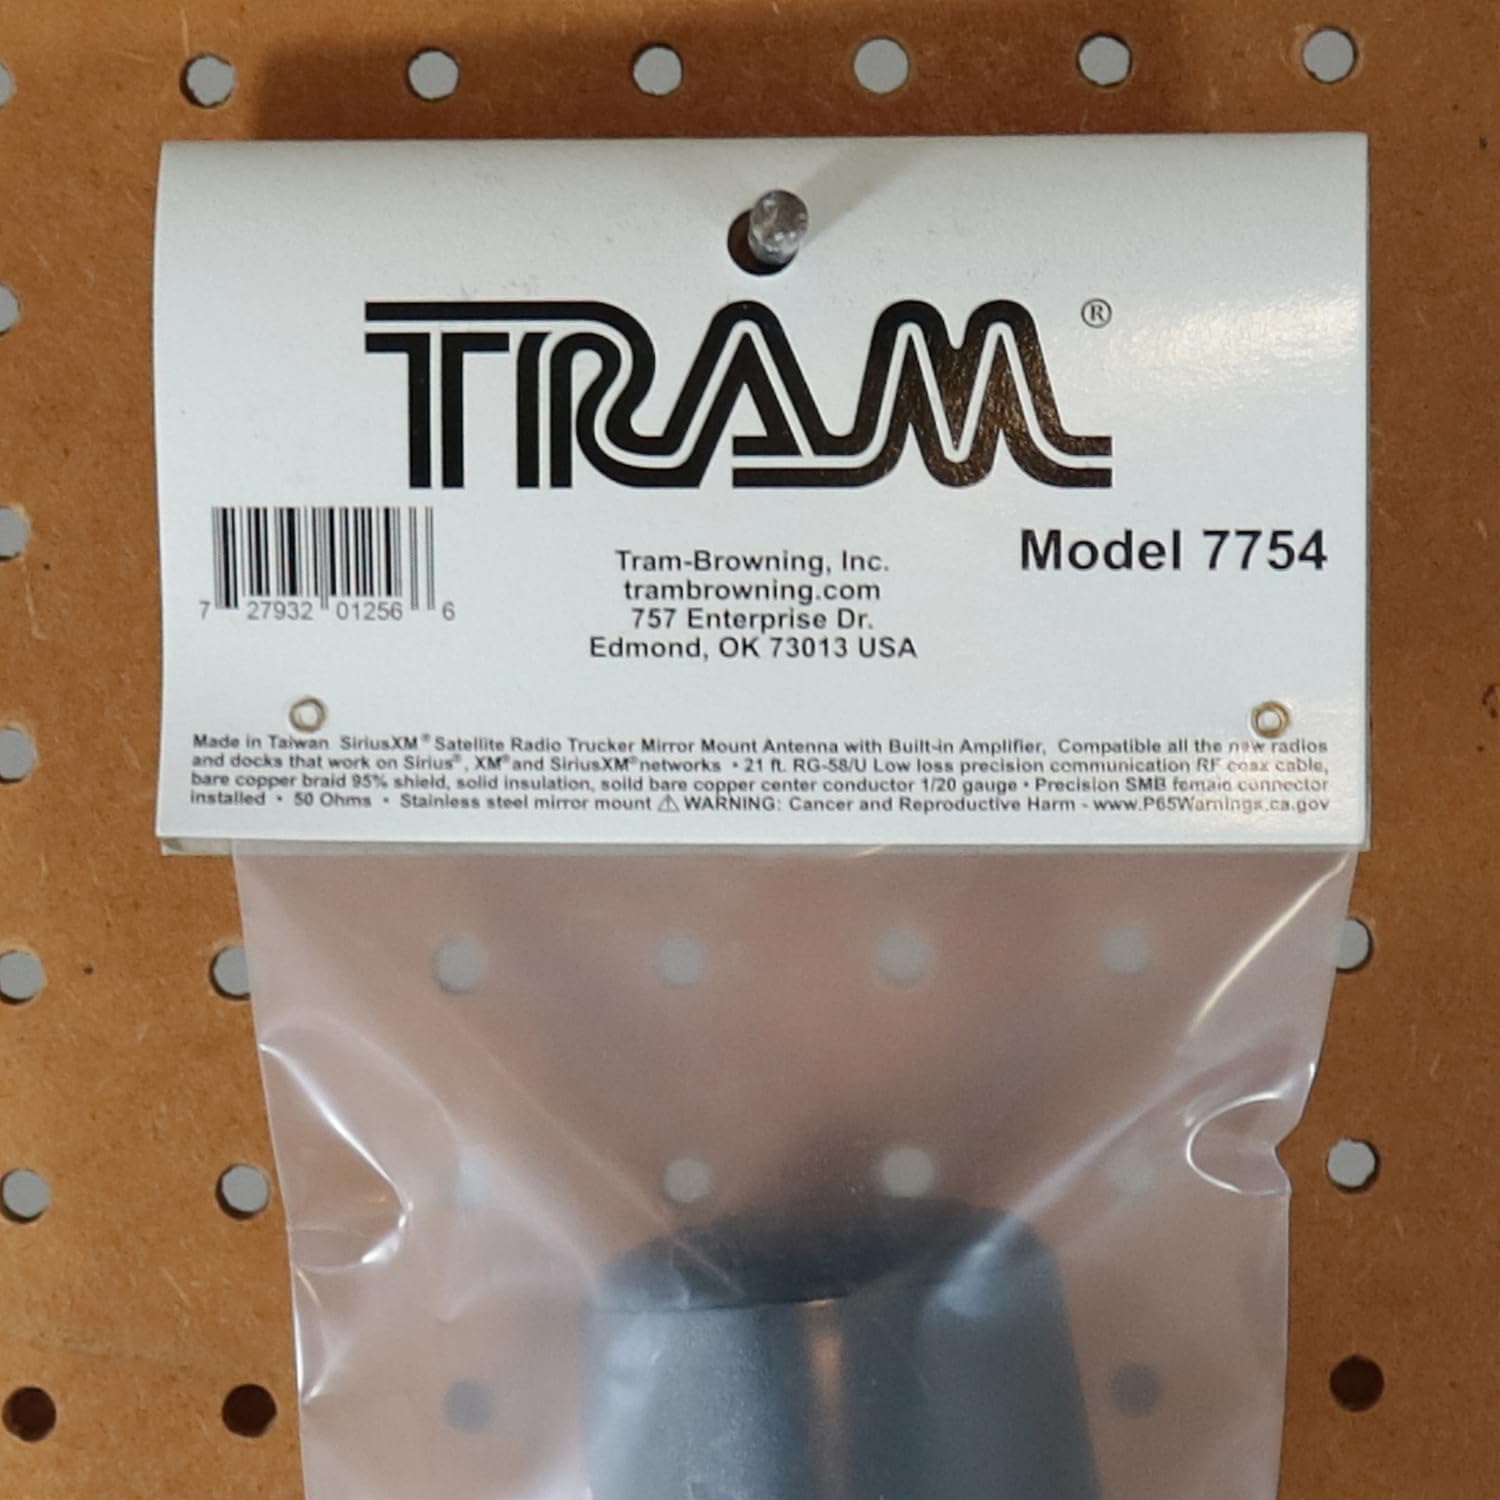 TRAM®
Model 7754
Tram-Browning, Inc.
trambrowning.com
757 Enterprise Dr.
Edmond, OK 73013 USA
7 27932 01256 6
Made in Taiwan SiriusXM® Satellite Radio Trucker Mirror Mount Antenna with Built-in Amplifier, Compatible all the new radios
and docks that work on Sirius®, XM® and SiriusXM® networks • 21 ft. RG-58/U Low loss precision communication RF coax cable,
bare copper braid 95% shield, solid insulation, soild bare copper center conductor 1/20 gauge • Precision SMB female connector
installed • 50 Ohms • Stainless steel mirror mount ⚠ WARNING: Cancer and Reproductive Harm - www.P65Warnings.ca.gov